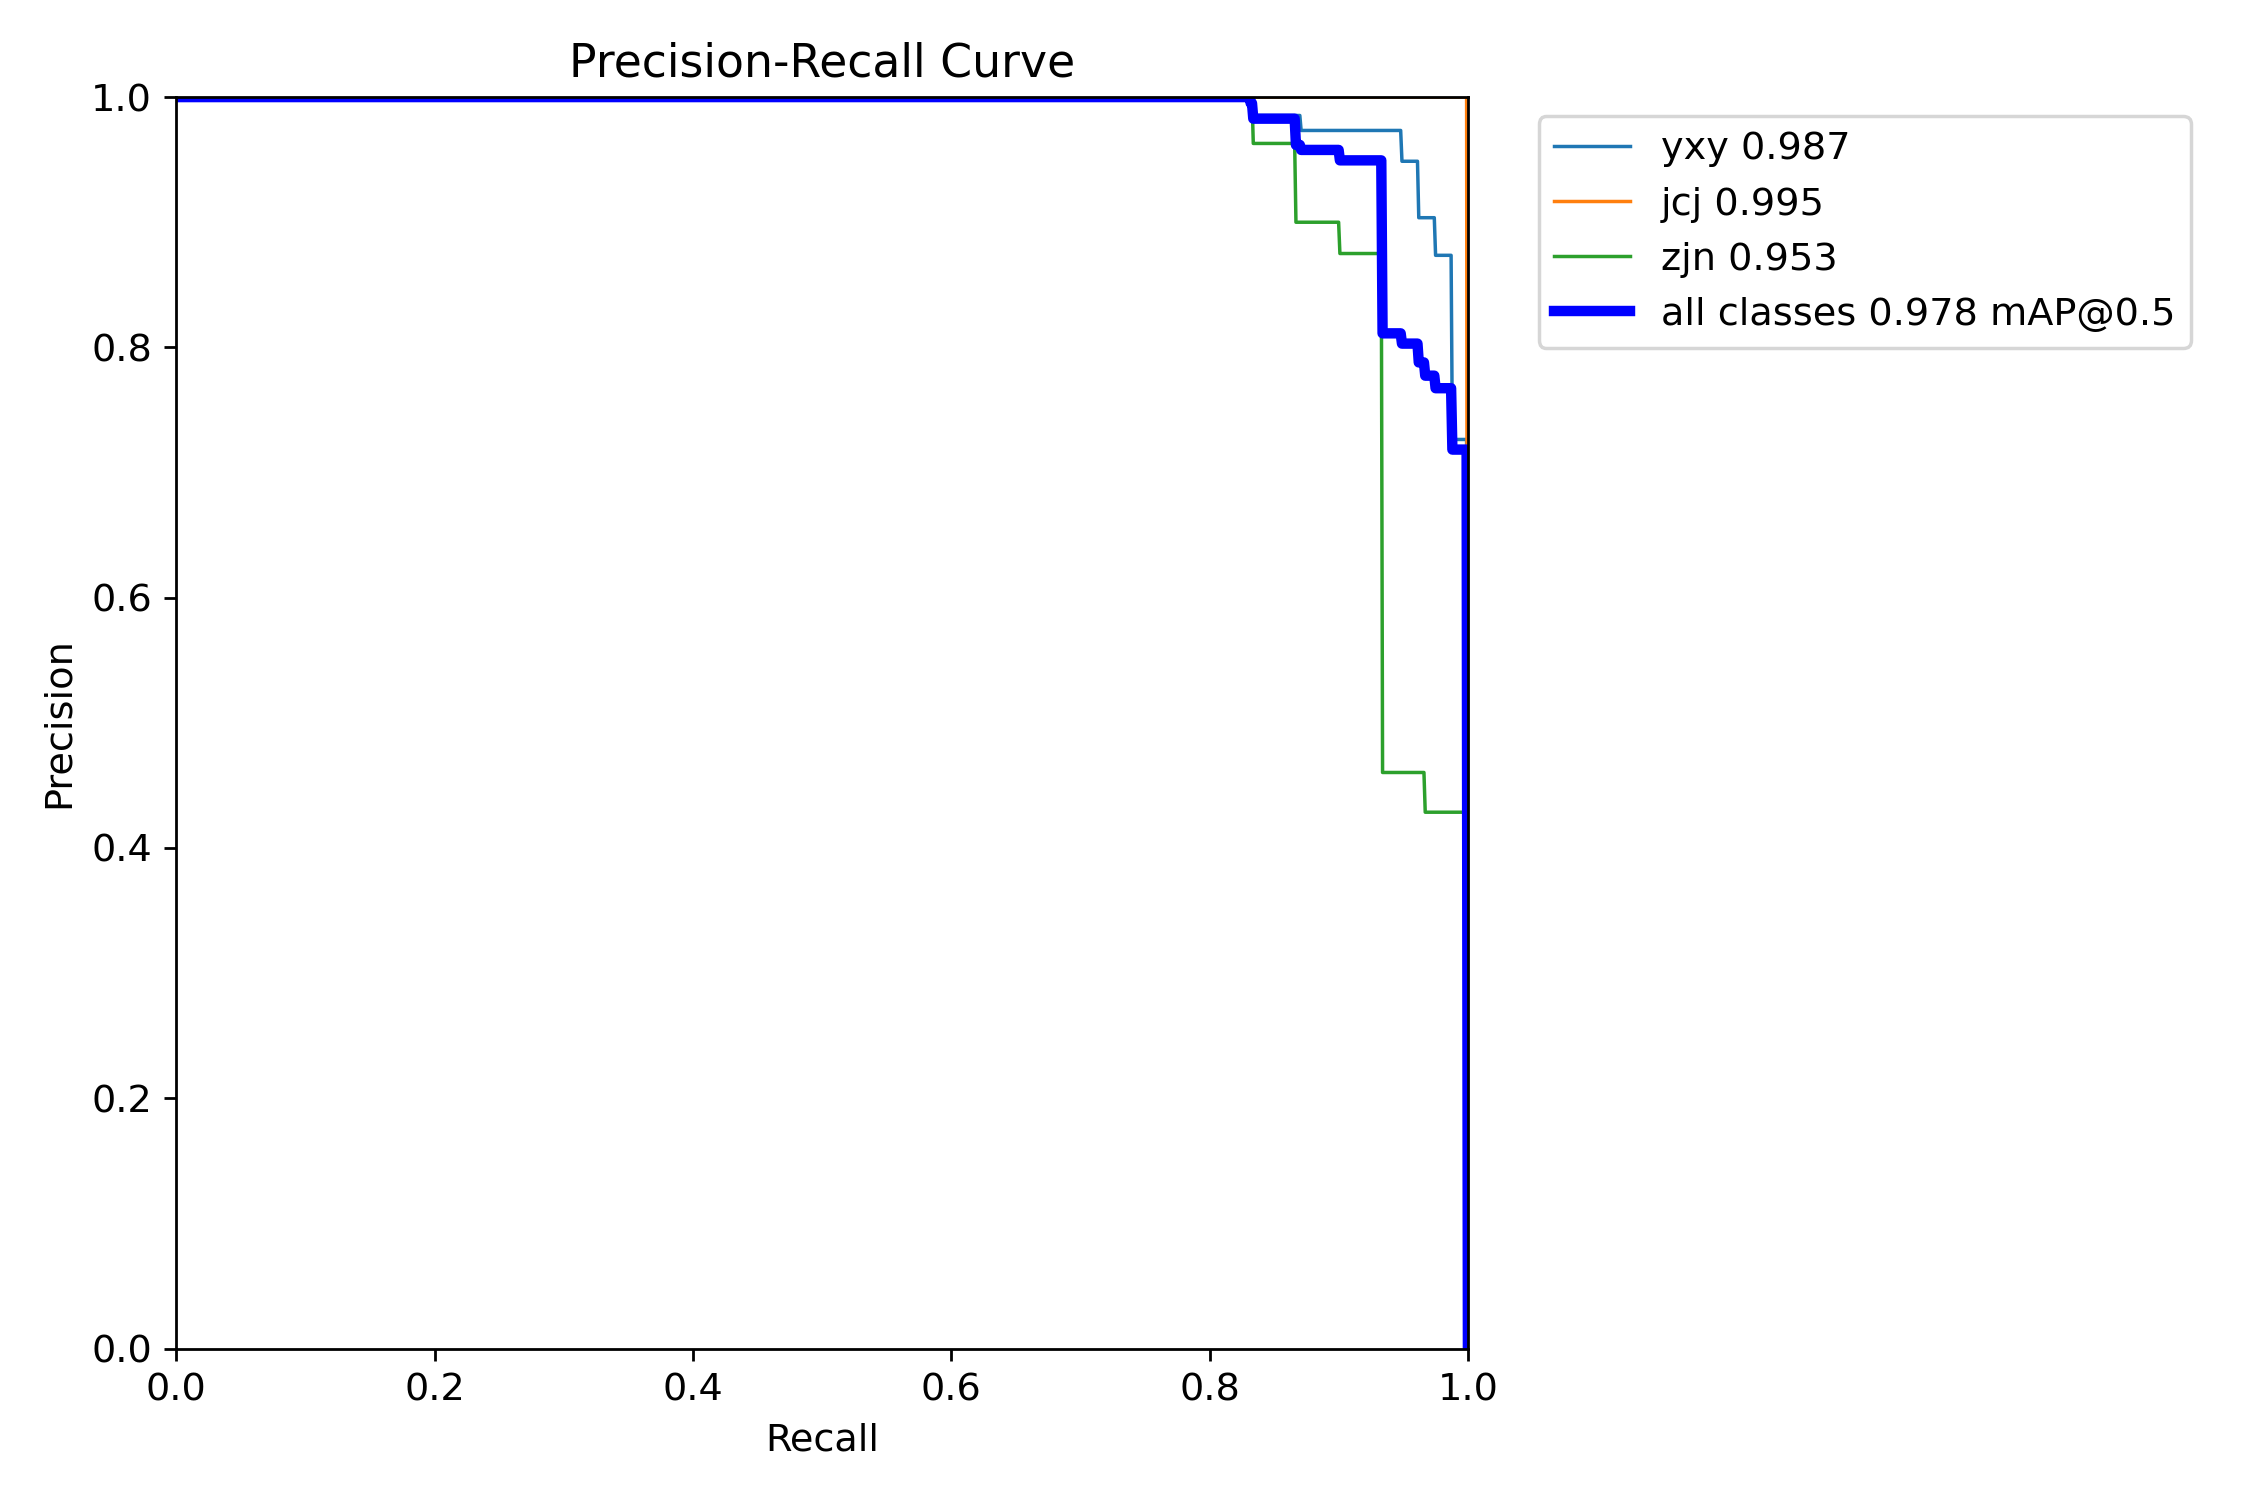 Precision-Recall Curve
1.0
0.8
0.6
0.4
0.2
0.0
Precision
0.0 0.2 0.4 0.6 0.8 1.0
Recall
yxy 0.987
jcj 0.995
zjn 0.953
all classes 0.978 mAP@0.5